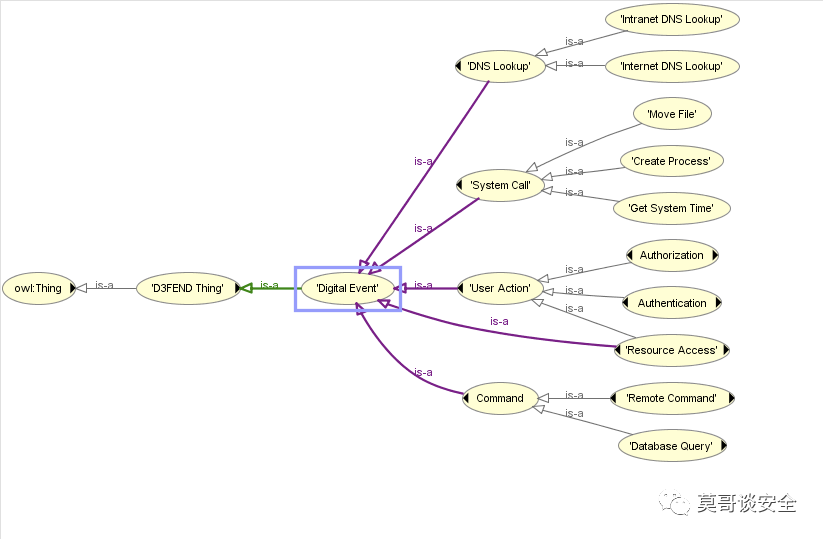 'Intranet DNS Lookup'
is-a
'DNS Lookup'
is-a
'Internet DNS Lookup'
'Move File'
is-a
is-a
'Create Process'
is-a
'System Call'
is-a
'Get System Time'
is-a
Authorization
is-a
owl:Thing
is-a
'D3FEND Thing'
is-a
'Digital Event'
is-a
'User Action'
is-a
Authentication
is-a
is-a
'Resource Access'
is-a
Command
is-a
'Remote Command'
is-a
'Database Query'
莫哥谈安全